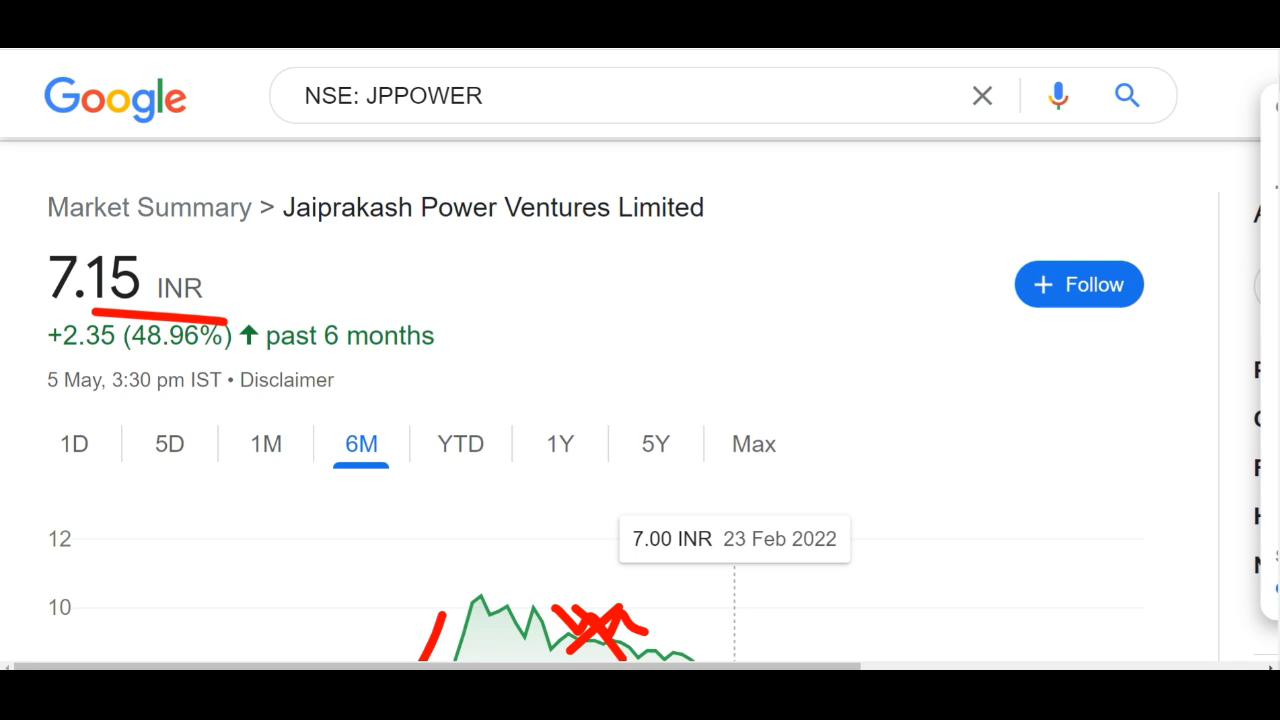 Google
NSE: JPPOWER
Market Summary > Jaiprakash Power Ventures Limited
7.15 INR
+ Follow
+2.35 (48.96%) ↑ past 6 months
5 May, 3:30 pm IST • Disclaimer
1D 5D 1M 6M YTD 1Y 5Y Max
12
7.00 INR 23 Feb 2022
10